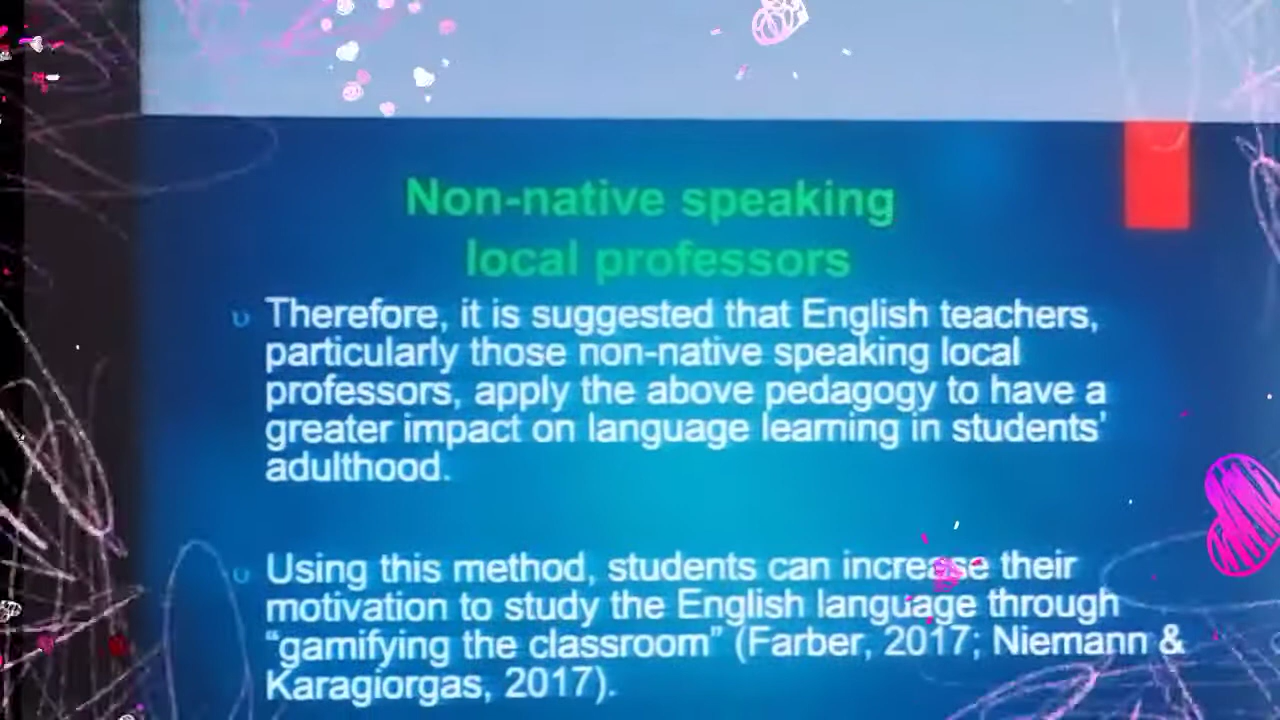 Non-native speaking
local professors
Therefore, it is suggested that English teachers,
particularly those non-native speaking local
professors, apply the above pedagogy to have a
greater impact on language learning in students'
adulthood.
Using this method, students can increase their
motivation to study the English language through
“gamifying the classroom” (Farber, 2017; Niemann &
Karagiorgas, 2017).